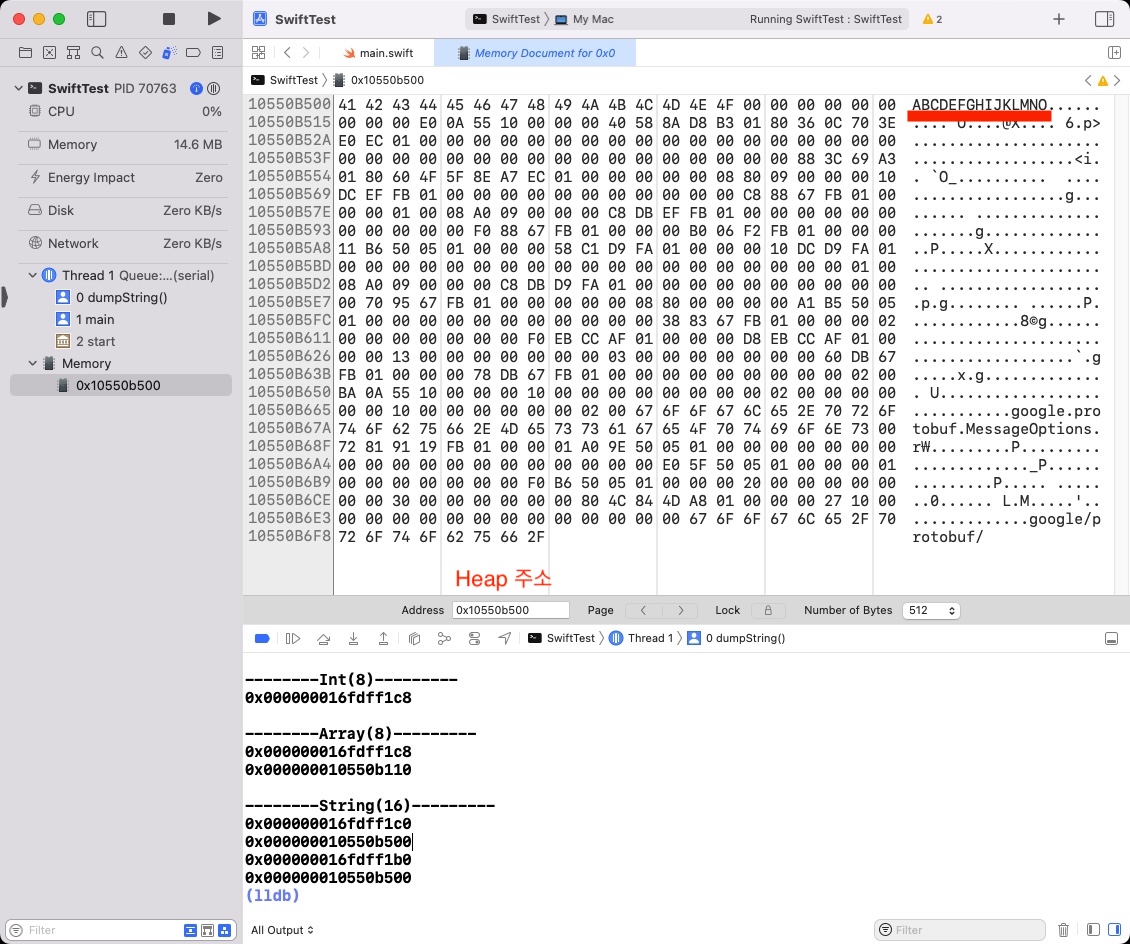 SwiftTest
SwiftTest 〉 My Mac
Running SwiftTest : SwiftTest
2
main.swift
Memory Document for 0x0
SwiftTest 〉 0x10550b500
SwiftTest PID 70763
CPU 0%
Memory 14.6 MB
Energy Impact Zero
Disk Zero KB/s
Network Zero KB/s
Thread 1 Queue:...(serial)
0 dumpString()
1 main
2 start
Memory
0x10550b500
Filter
10550B500 41 42 43 44 45 46 47 48 49 4A 4B 4C 4D 4E 4F 00 00 00 00 00 00 ABCDEFGHIJKLMNO......
10550B515 00 00 00 E0 0A 55 10 00 00 00 40 58 8A D8 B3 01 80 36 0C 70 3E .... U....@X.... 6.p>
10550B52A E0 EC 01 00 00 00 00 00 00 00 00 00 00 00 00 00 00 00 00 00 00 .....................
10550B53F 00 00 00 00 00 00 00 00 00 00 00 00 00 00 00 00 00 88 3C 69 A3 ..................<i.
10550B554 01 80 60 4F 5F 8E A7 EC 01 00 00 00 00 00 08 80 09 00 00 00 10 . `O_.......... ....
10550B569 DC EF FB 01 00 00 00 00 00 00 00 00 00 00 00 C8 88 67 FB 01 00 .................g...
10550B57E 00 00 01 00 08 A0 09 00 00 00 00 C8 DB EF FB 01 00 00 00 00 00 ...... ..............
10550B593 00 00 00 00 F0 88 67 FB 01 00 00 00 B0 06 F2 FB 01 00 00 00 00 ......g..............
10550B5A8 11 B6 50 05 01 00 00 00 58 C1 D9 FA 01 00 00 00 10 DC D9 FA 01 ..P.....X............
10550B5BD 00 00 00 00 00 00 00 00 00 00 00 00 00 00 00 00 00 00 00 01 00 .....................
10550B5D2 08 A0 09 00 00 00 00 C8 DB D9 FA 01 00 00 00 00 00 00 00 00 00 .. ..................
10550B5E7 00 70 95 67 FB 01 00 00 00 00 00 08 80 00 00 00 00 A1 B5 50 05 .p.g........ ......P.
10550B5FC 01 00 00 00 00 00 00 00 00 00 00 00 38 83 67 FB 01 00 00 00 02 ............8©g......
10550B611 00 00 00 00 00 00 00 F0 EB CC AF 01 00 00 00 D8 EB CC AF 01 00 .....................
10550B626 00 00 13 00 00 00 00 00 00 00 03 00 00 00 00 00 00 00 60 DB 67 ..................`.g
10550B63B FB 01 00 00 00 78 DB 67 FB 01 00 00 00 00 00 00 00 00 00 02 00 .....x.g.............
10550B650 BA 0A 55 10 00 00 00 10 00 00 00 00 00 00 00 00 02 00 00 00 00 . U..................
10550B665 00 00 10 00 00 00 00 00 00 02 00 67 6F 6F 67 6C 65 2E 70 72 6F ...........google.pro
10550B67A 74 6F 62 75 66 2E 4D 65 73 73 61 67 65 4F 70 74 69 6F 6E 73 00 tobuf.MessageOptions.
10550B68F 72 81 91 19 FB 01 00 00 01 A0 9E 50 05 01 00 00 00 00 00 00 00 r₩.........P.........
10550B6A4 00 00 00 00 00 00 00 00 00 00 00 00 E0 5F 50 05 01 00 00 00 01 ............._P......
10550B6B9 00 00 00 00 00 00 00 F0 B6 50 05 01 00 00 00 20 00 00 00 00 00 .........P..... .....
10550B6CE 00 00 30 00 00 00 00 00 00 80 4C 84 4D A8 01 00 00 00 27 10 00 ..0...... L.M.....'..
10550B6E3 00 00 00 00 00 00 00 00 00 00 00 00 00 67 6F 6F 67 6C 65 2F 70 .............google/p
10550B6F8 72 6F 74 6F 62 75 66 2F rotobuf/
Heap 주소
Address 0x10550b500 Page Lock Number of Bytes 512
SwiftTest 〉 Thread 1 〉 0 dumpString()
--------Int(8)---------
0x000000016fdff1c8
--------Array(8)---------
0x000000016fdff1c8
0x000000010550b110
--------String(16)---------
0x000000016fdff1c0
0x000000010550b500
0x000000016fdff1b0
0x000000010550b500
(lldb)
All Output
Filter